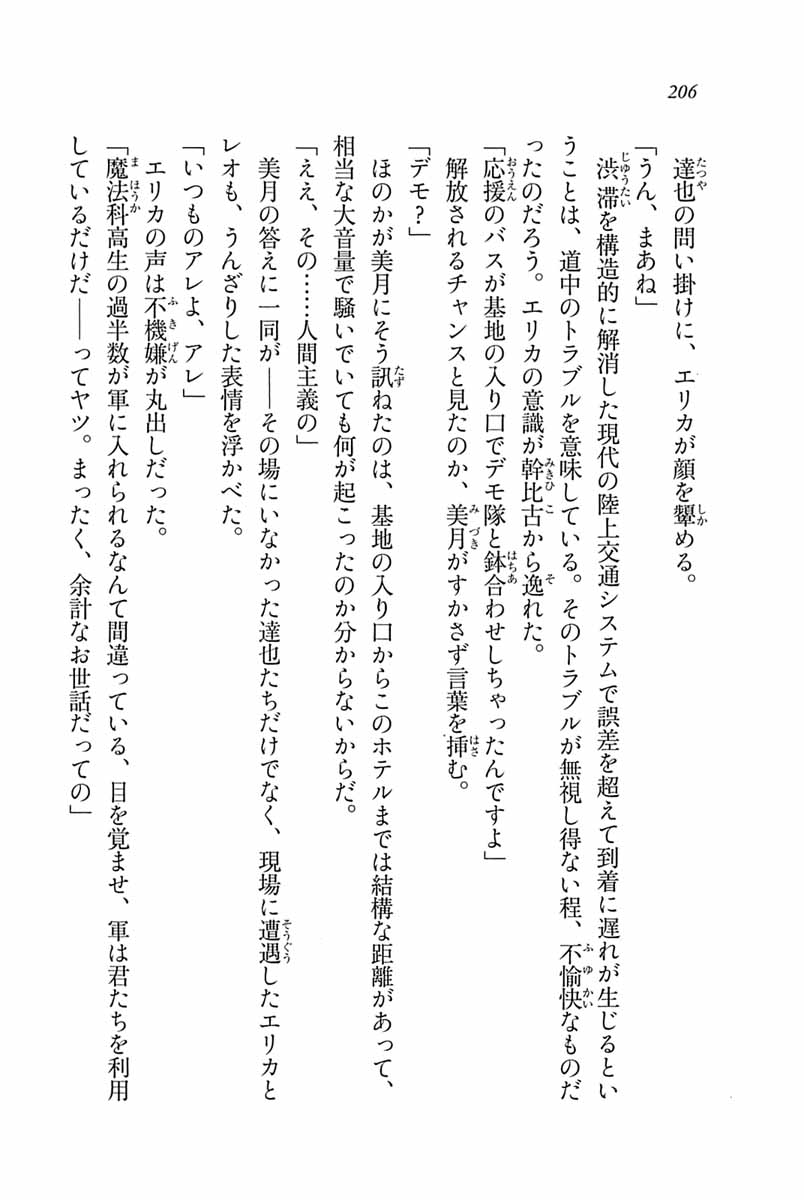 206
達也の問い掛けに、エリカが顔を顰める。
「うん、まあね」
渋滞を構造的に解消した現代の陸上交通システムで誤差を超えて到着に遅れが生じるとい
うことは、道中のトラブルを意味している。そのトラブルが無視し得ない程、不愉快なものだ
ったのだろう。エリカの意識が幹比古から逸れた。
「応援のバスが基地の入り口でデモ隊と鉢合わせしちゃったんですよ」
解放されるチャンスと見たのか、美月がすかさず言葉を挿む。
「デモ？」
ほのかが美月にそう訊ねたのは、基地の入り口からこのホテルまでは結構な距離があって、
相当な大音量で騒いでいても何が起こったのか分からないからだ。
「ええ、その……人間主義の」
美月の答えに一同が――その場にいなかった達也たちだけでなく、現場に遭遇したエリカと
レオも、うんざりした表情を浮かべた。
「いつものアレよ、アレ」
エリカの声は不機嫌が丸出しだった。
「魔法科高生の過半数が軍に入れられるなんて間違っている、目を覚ませ、軍は君たちを利用
しているだけだ――ってヤツ。まったく、余計なお世話だっての」